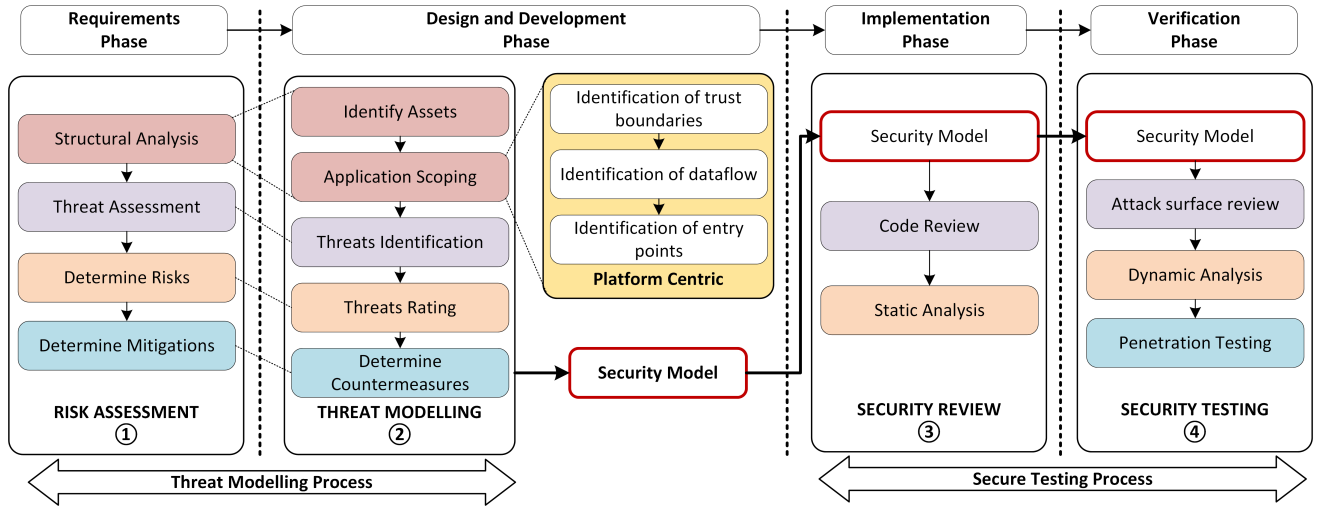 Requirements
Phase
Design and Development
Phase
Implementation
Phase
Verification
Phase
Structural Analysis
Threat Assessment
Determine Risks
Determine Mitigations
RISK ASSESSMENT
1
Identify Assets
Application Scoping
Threats Identification
Threats Rating
Determine
Countermeasures
THREAT MODELLING
2
Identification of trust
boundaries
Identification of dataflow
Identification of entry
points
Platform Centric
Security Model
Security Model
Code Review
Static Analysis
SECURITY REVIEW
3
Security Model
Attack surface review
Dynamic Analysis
Penetration Testing
SECURITY TESTING
4
Threat Modelling Process
Secure Testing Process